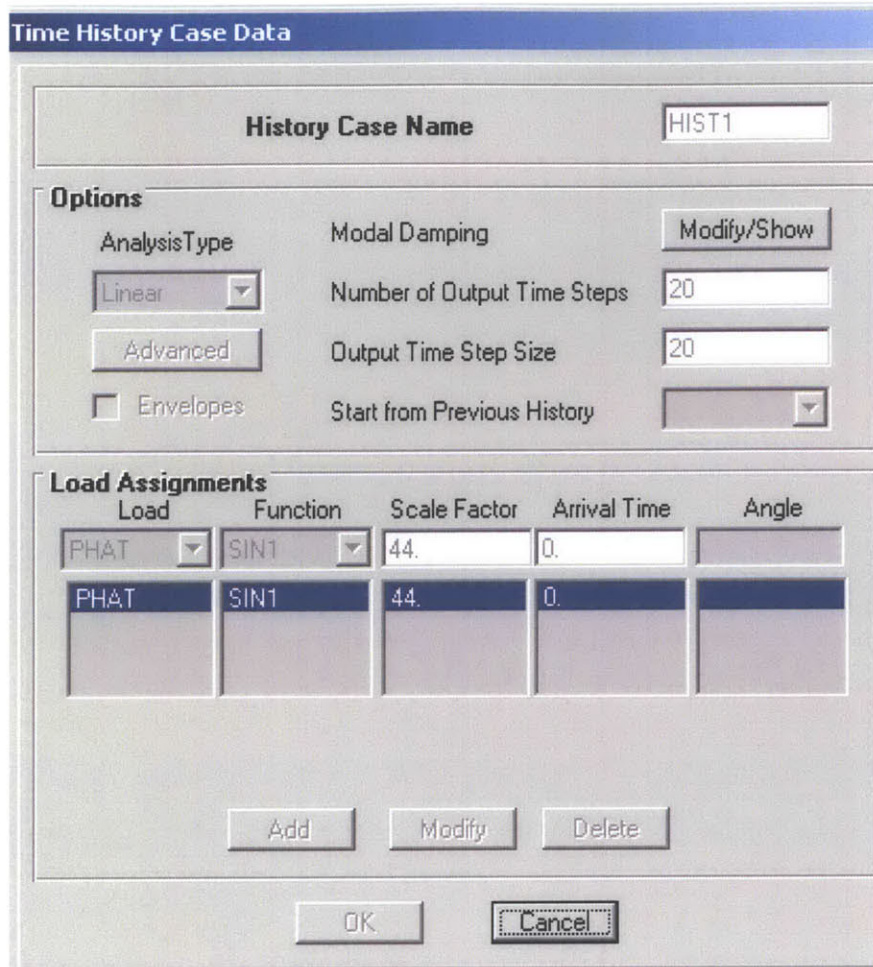 Time History Case Data
History Case Name HIST1
Options
AnalysisType
Modal Damping Modify/Show
Linear
Number of Output Time Steps 20
Advanced
Output Time Step Size 20
Envelopes
Start from Previous History
Load Assignments
Load Function Scale Factor Arrival Time Angle
PHAT SIN1 44. 0.
PHAT SIN1 44. 0.
Add Modify Delete
OK Cancel